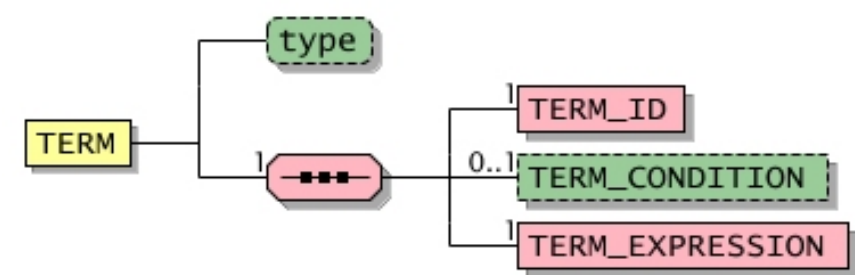 type
1
TERM_ID
TERM
1
0..1
TERM_CONDITION
1
TERM_EXPRESSION